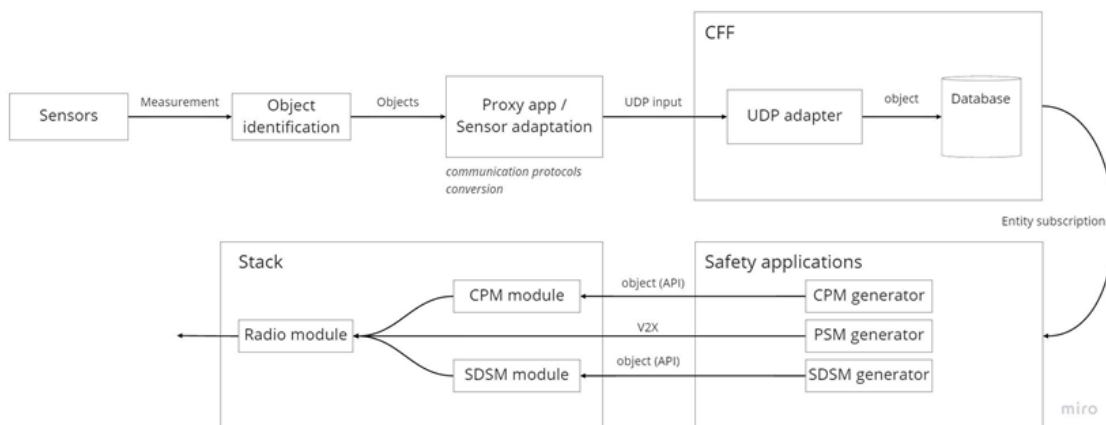 CFF
Sensors
Measurement
Object
identification
Objects
Proxy app /
Sensor adaptation
communication protocols
conversion
UDP input
UDP adapter
object
Database
Entity subscription
Stack
Safety applications
CPM module
object (API)
CPM generator
Radio module
V2X
PSM generator
SDSM module
object (API)
SDSM generator
miro